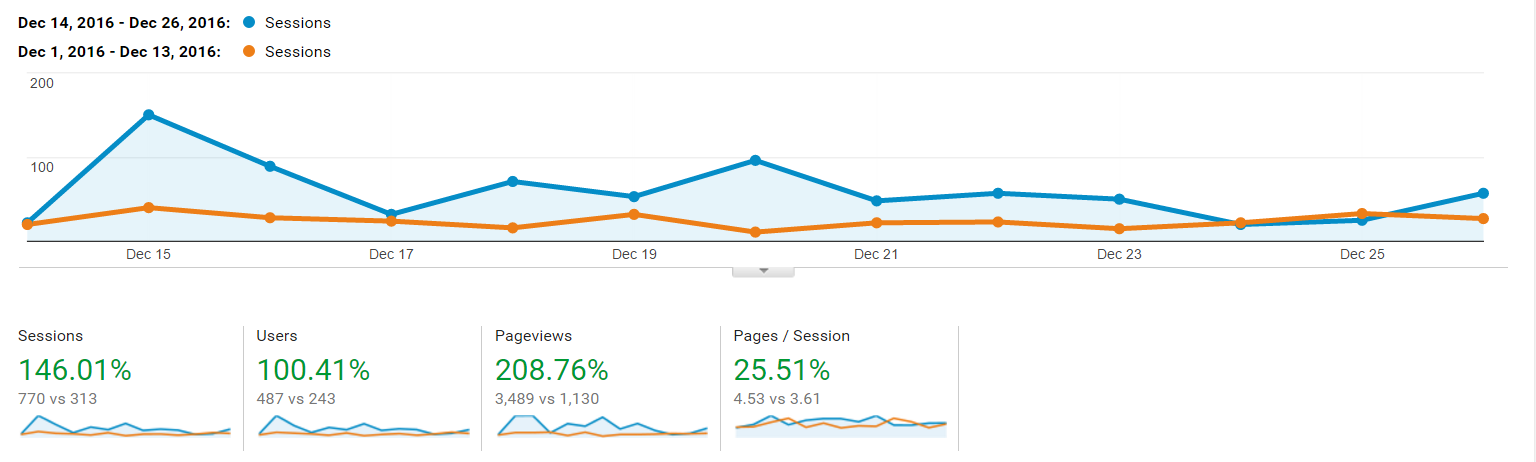 Dec 14, 2016 - Dec 26, 2016: Sessions
Dec 1, 2016 - Dec 13, 2016: Sessions
200
100
Dec 15 Dec 17 Dec 19 Dec 21 Dec 23 Dec 25
Sessions
146.01%
770 vs 313
Users
100.41%
487 vs 243
Pageviews
208.76%
3,489 vs 1,130
Pages / Session
25.51%
4.53 vs 3.61